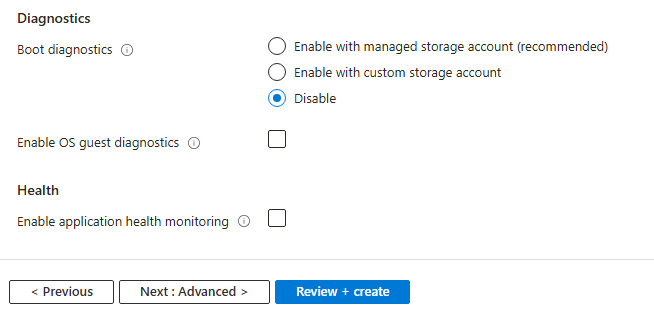 Diagnostics
Boot diagnostics
Enable with managed storage account (recommended)
Enable with custom storage account
Disable
Enable OS guest diagnostics
Health
Enable application health monitoring
< Previous
Next : Advanced >
Review + create